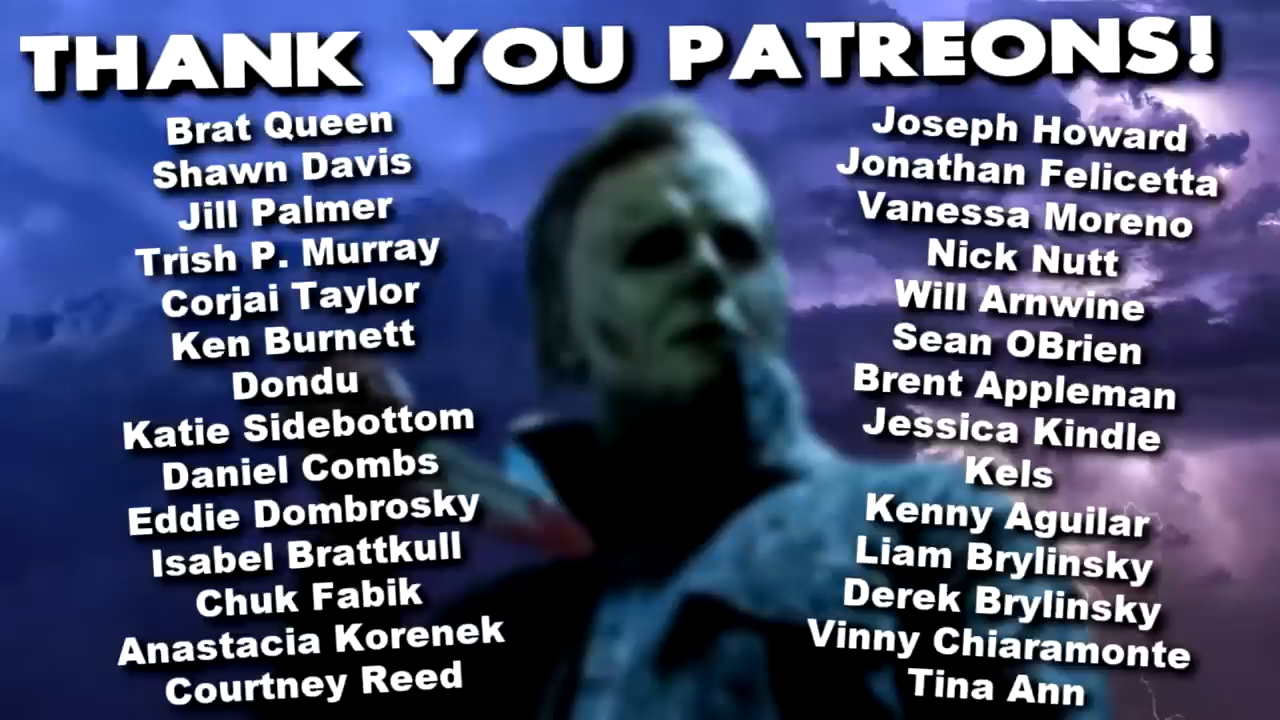 THANK YOU PATREONS!
Brat Queen
Shawn Davis
Jill Palmer
Trish P. Murray
Corjai Taylor
Ken Burnett
Dondu
Katie Sidebottom
Daniel Combs
Eddie Dombrosky
Isabel Brattkull
Chuk Fabik
Anastacia Korenek
Courtney Reed
Joseph Howard
Jonathan Felicetta
Vanessa Moreno
Nick Nutt
Will Arnwine
Sean OBrien
Brent Appleman
Jessica Kindle
Kels
Kenny Aguilar
Liam Brylinsky
Derek Brylinsky
Vinny Chiaramonte
Tina Ann